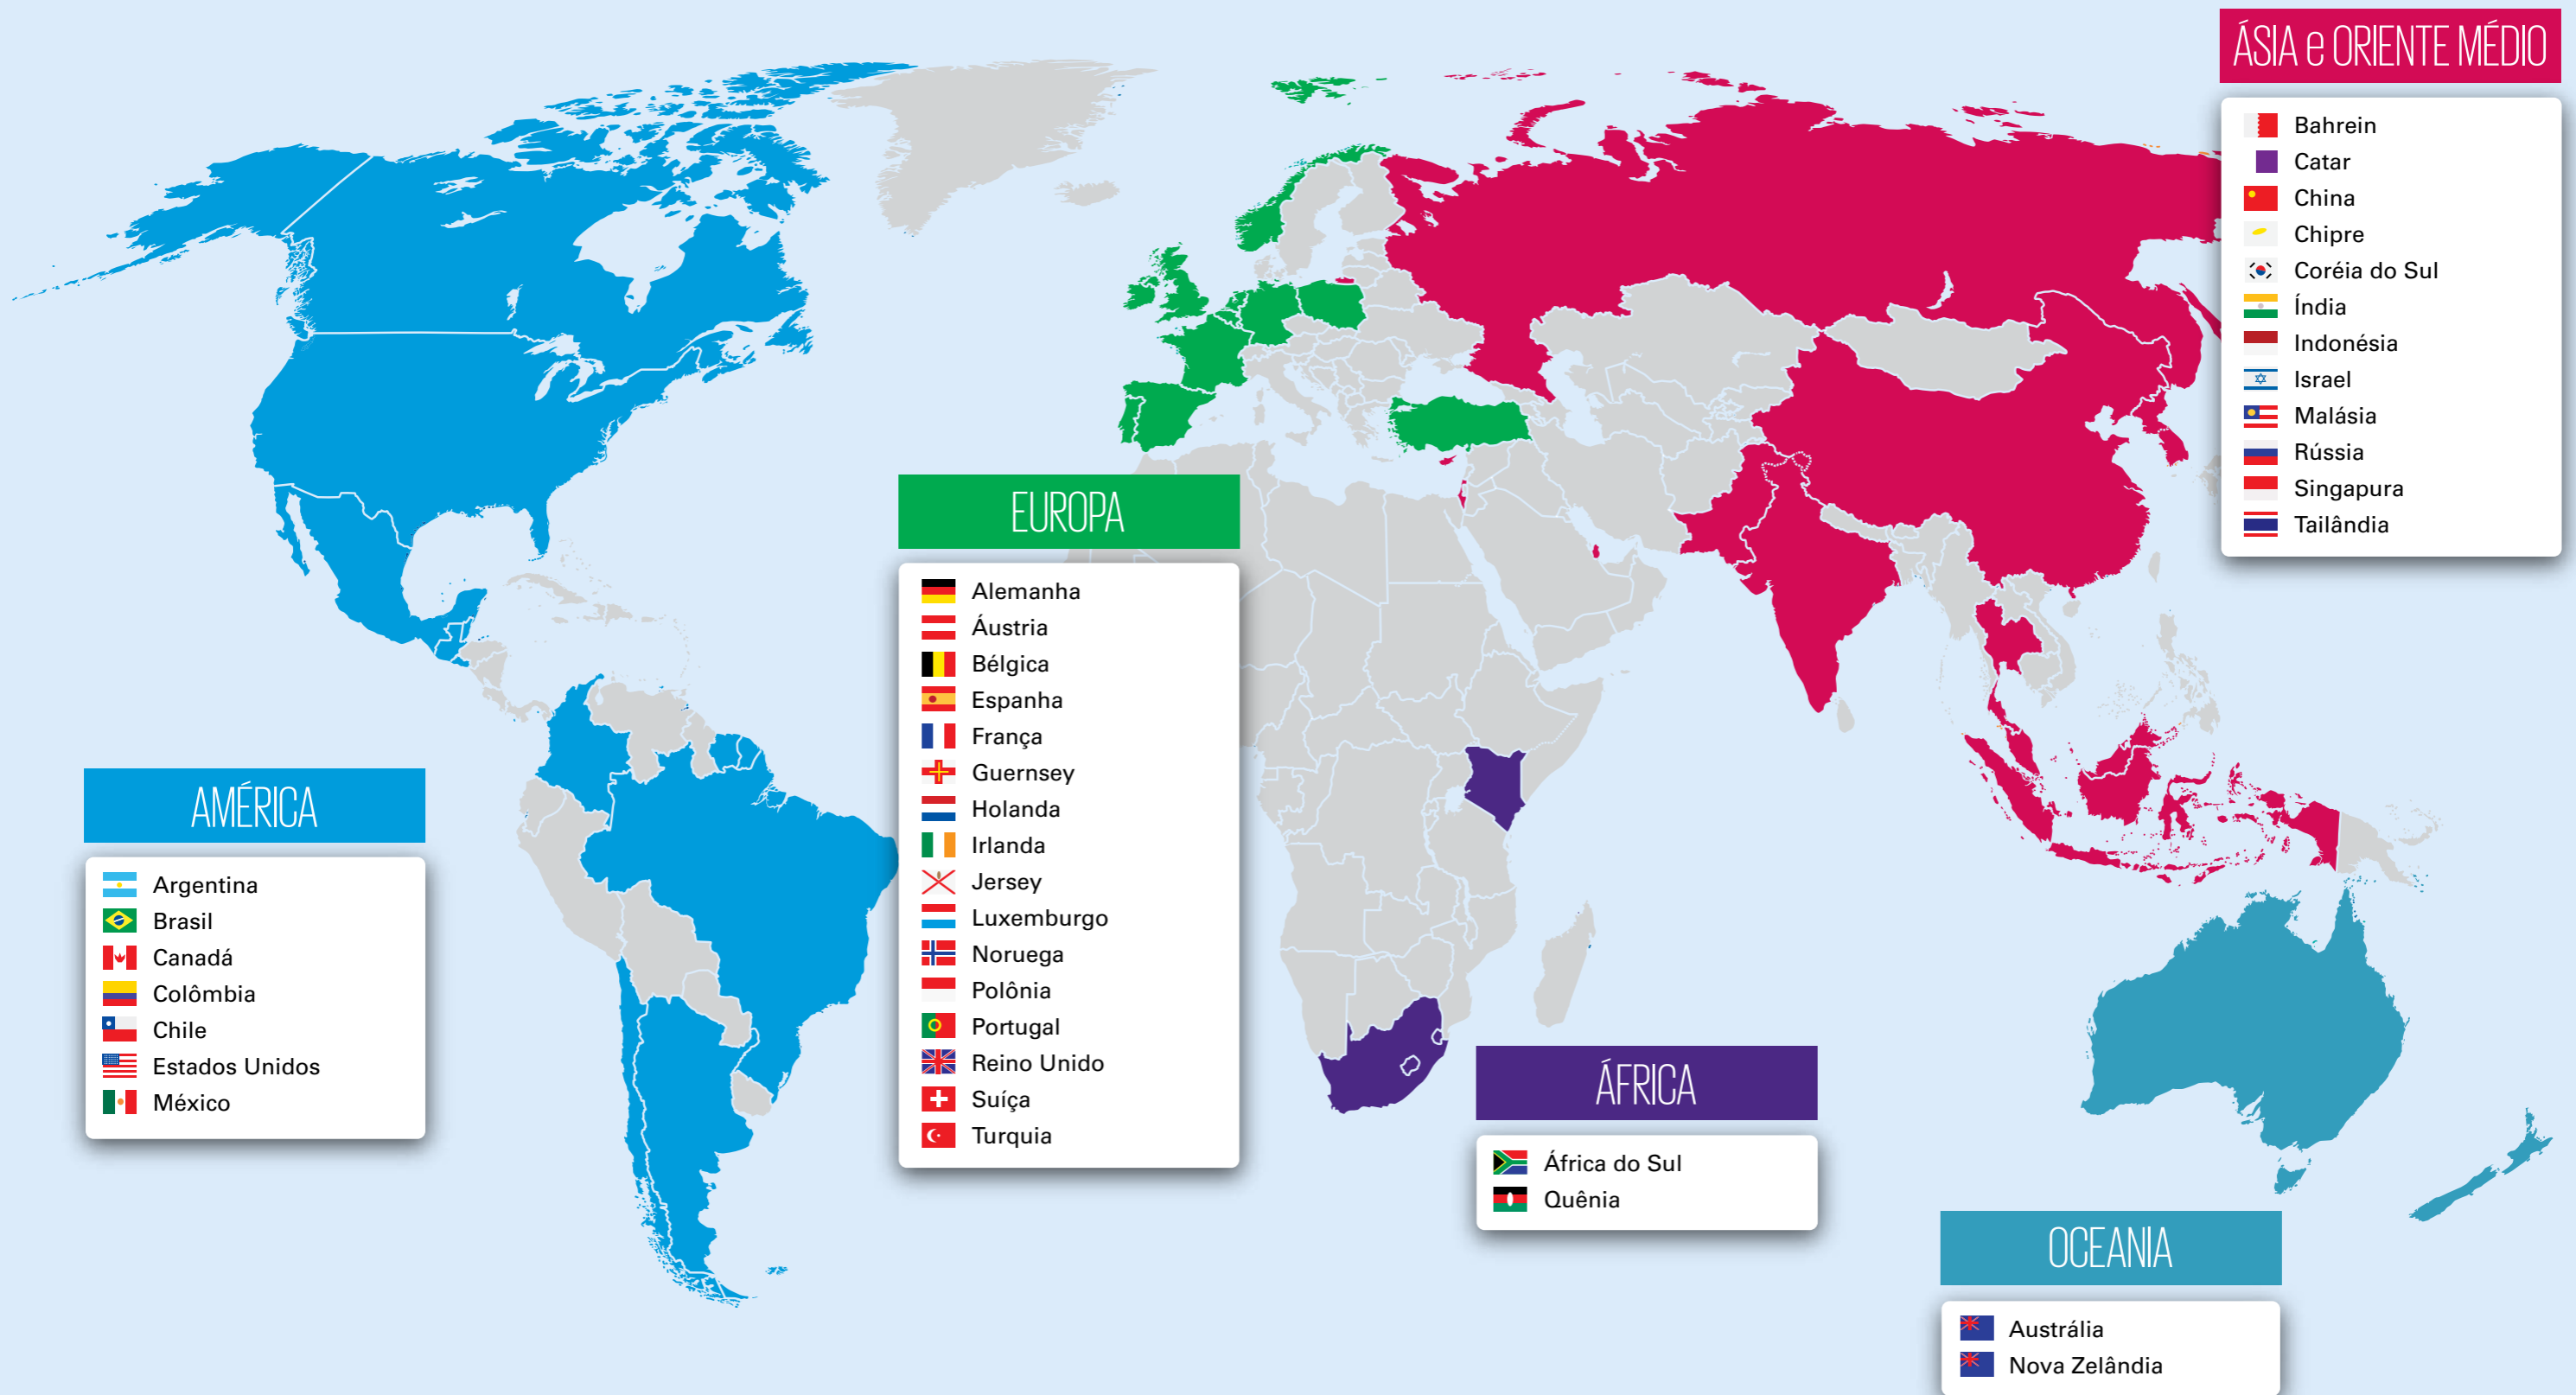 ÁSIA e ORIENTE MÉDIO
Bahrein
Catar
China
Chipre
Coréia do Sul
Índia
Indonésia
Israel
Malásia
Rússia
Singapura
Tailândia
EUROPA
Alemanha
Áustria
Bélgica
Espanha
França
Guernsey
Holanda
Irlanda
Jersey
Luxemburgo
Noruega
Polônia
Portugal
Reino Unido
Suíça
Turquia
AMÉRICA
Argentina
Brasil
Canadá
Colômbia
Chile
Estados Unidos
México
ÁFRICA
África do Sul
Quênia
OCEANIA
Austrália
Nova Zelândia